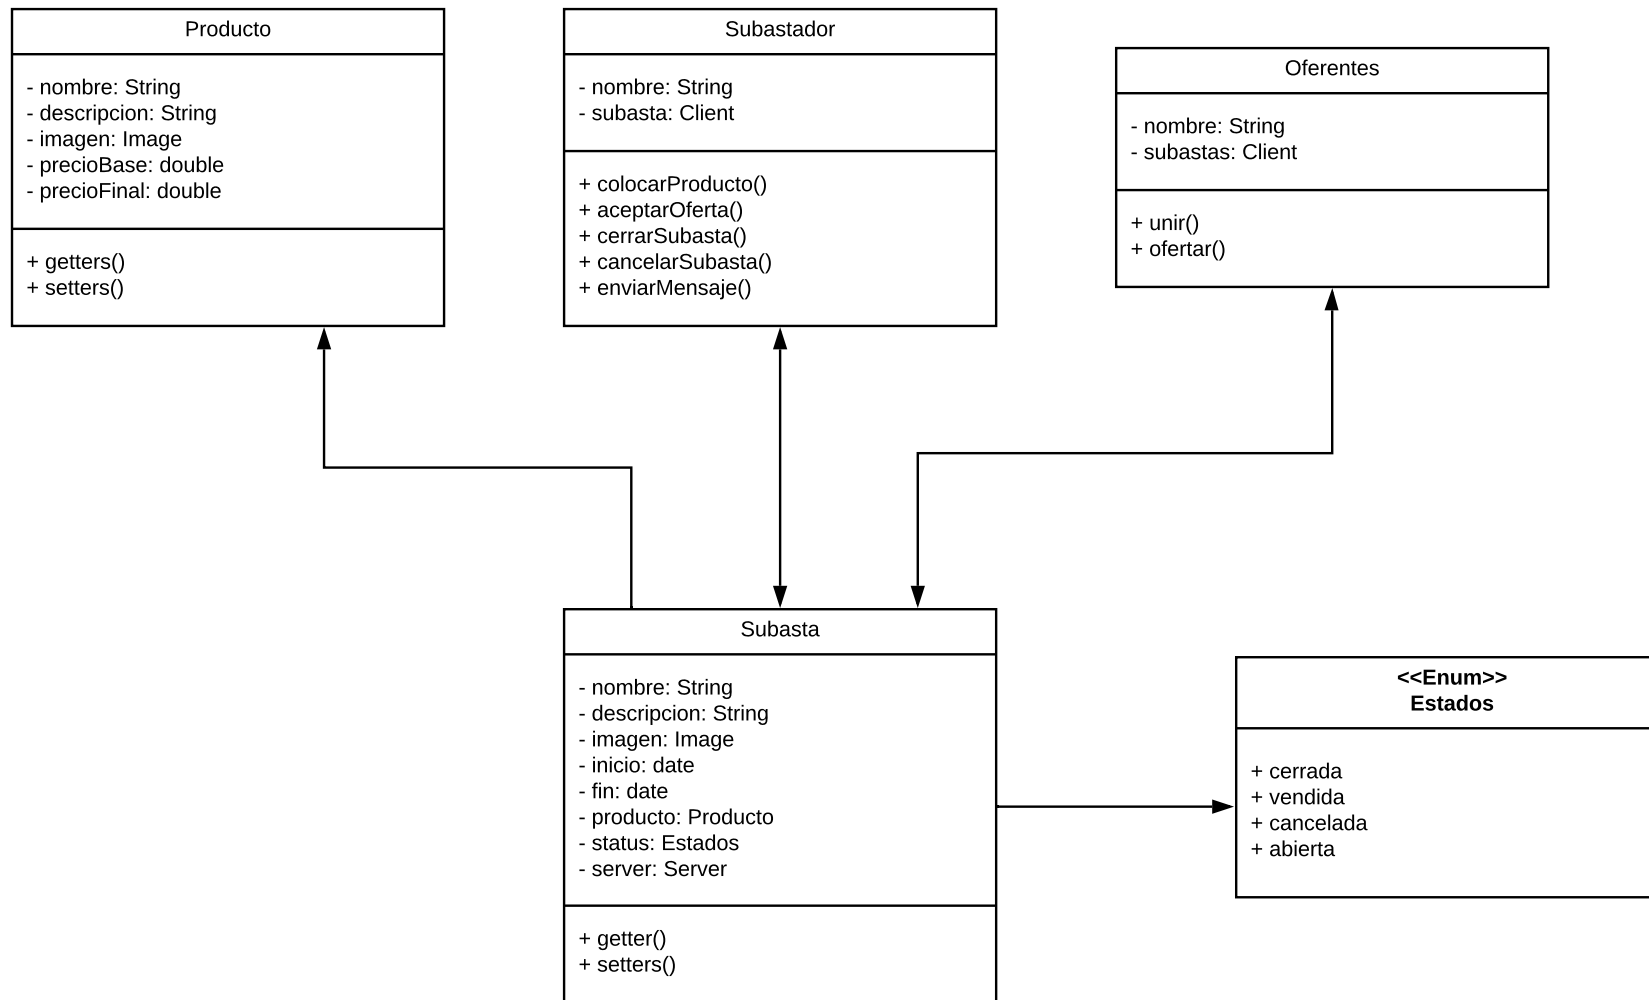 Producto
- nombre: String
- descripcion: String
- imagen: Image
- precioBase: double
- precioFinal: double
+ getters()
+ setters()
Subastador
- nombre: String
- subasta: Client
+ colocarProducto()
+ aceptarOferta()
+ cerrarSubasta()
+ cancelarSubasta()
+ enviarMensaje()
Oferentes
- nombre: String
- subastas: Client
+ unir()
+ ofertar()
Subasta
- nombre: String
- descripcion: String
- imagen: Image
- inicio: date
- fin: date
- producto: Producto
- status: Estados
- server: Server
+ getter()
+ setters()
<<Enum>>
Estados
+ cerrada
+ vendida
+ cancelada
+ abierta